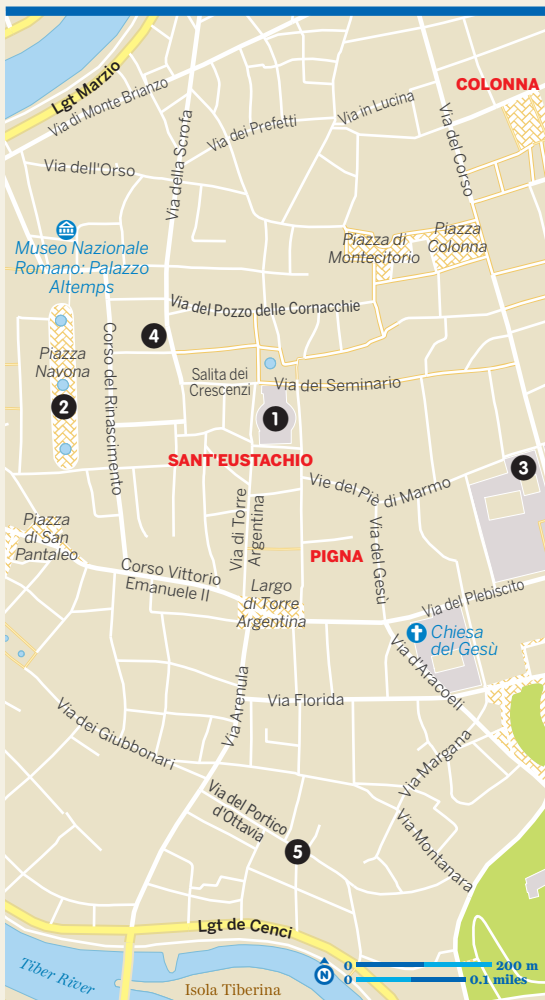 Lgt Marzio
COLONNA
Via di Monte Brianzo
Via in Lucina
Via dei Prefetti
Via del Corso
Via della Scrofa
Via dell'Orso
Museo Nazionale
Romano: Palazzo
Altemps
Piazza di
Montecitorio
Piazza
Colonna
Via del Pozzo delle Cornacchie
4
Piazza
Navona
2
Corso del Rinascimento
Salita dei
Crescenzi
Via del Seminario
1
SANT'EUSTACHIO
3
Vie del Piè di Marmo
Via di Torre
Argentina
Via del Gesù
Piazza
di San
Pantaleo
PIGNA
Corso Vittorio
Emanuele II
Largo
di Torre
Argentina
Via del Plebiscito
Chiesa
del Gesù
Via d'Aracoeli
Via Arenula
Via Florida
Via dei Giubbonari
Via Margana
Via del Portico
d'Ottavia
5
Via Montanara
Lgt de Cenci
Tiber River
Isola Tiberina
N
0 200 m
0 0.1 miles